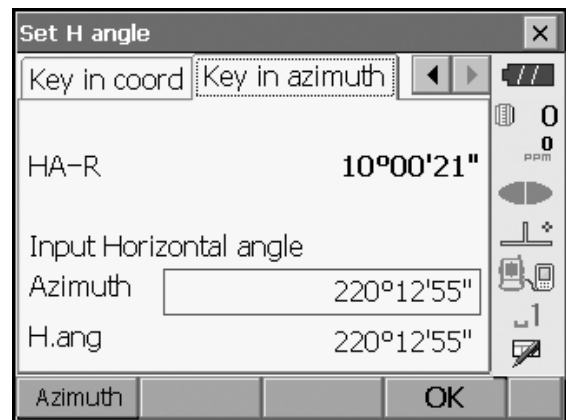 Set H angle ×
Key in coord Key in azimuth
0
0
PPM
HA-R 10°00'21"
Input Horizontal angle
Azimuth 220°12'55"
H.ang 220°12'55"
1
Azimuth OK